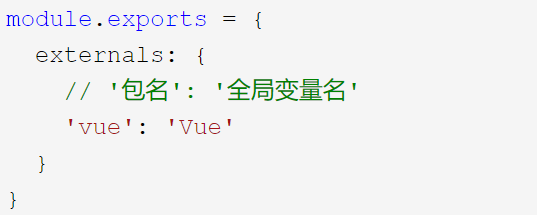 module.exports = {
  externals: {
    // '包名': '全局变量名'
    'vue': 'Vue'
  }
}